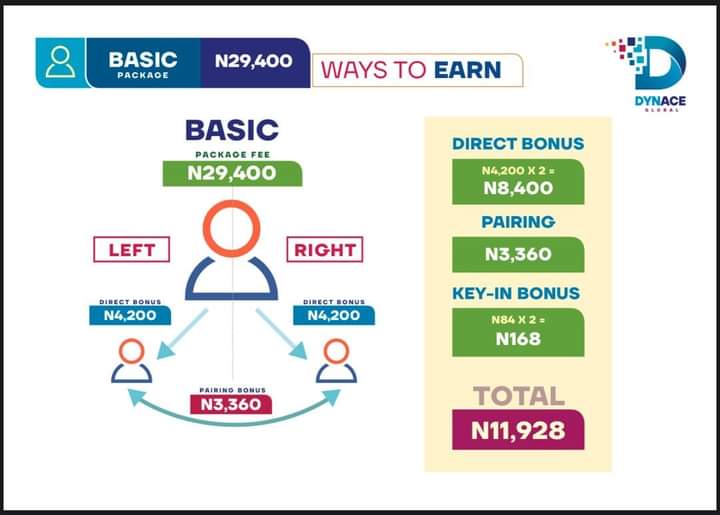 BASIC
PACKAGE
N29,400
WAYS TO EARN
DYNACE
GLOBAL
BASIC
PACKAGE FEE
N29,400
LEFT
RIGHT
DIRECT BONUS
N4,200
DIRECT BONUS
N4,200
PAIRING BONUS
N3,360
DIRECT BONUS
N4,200 X 2 =
N8,400
PAIRING
N3,360
KEY-IN BONUS
N84 X 2 =
N168
TOTAL
N11,928